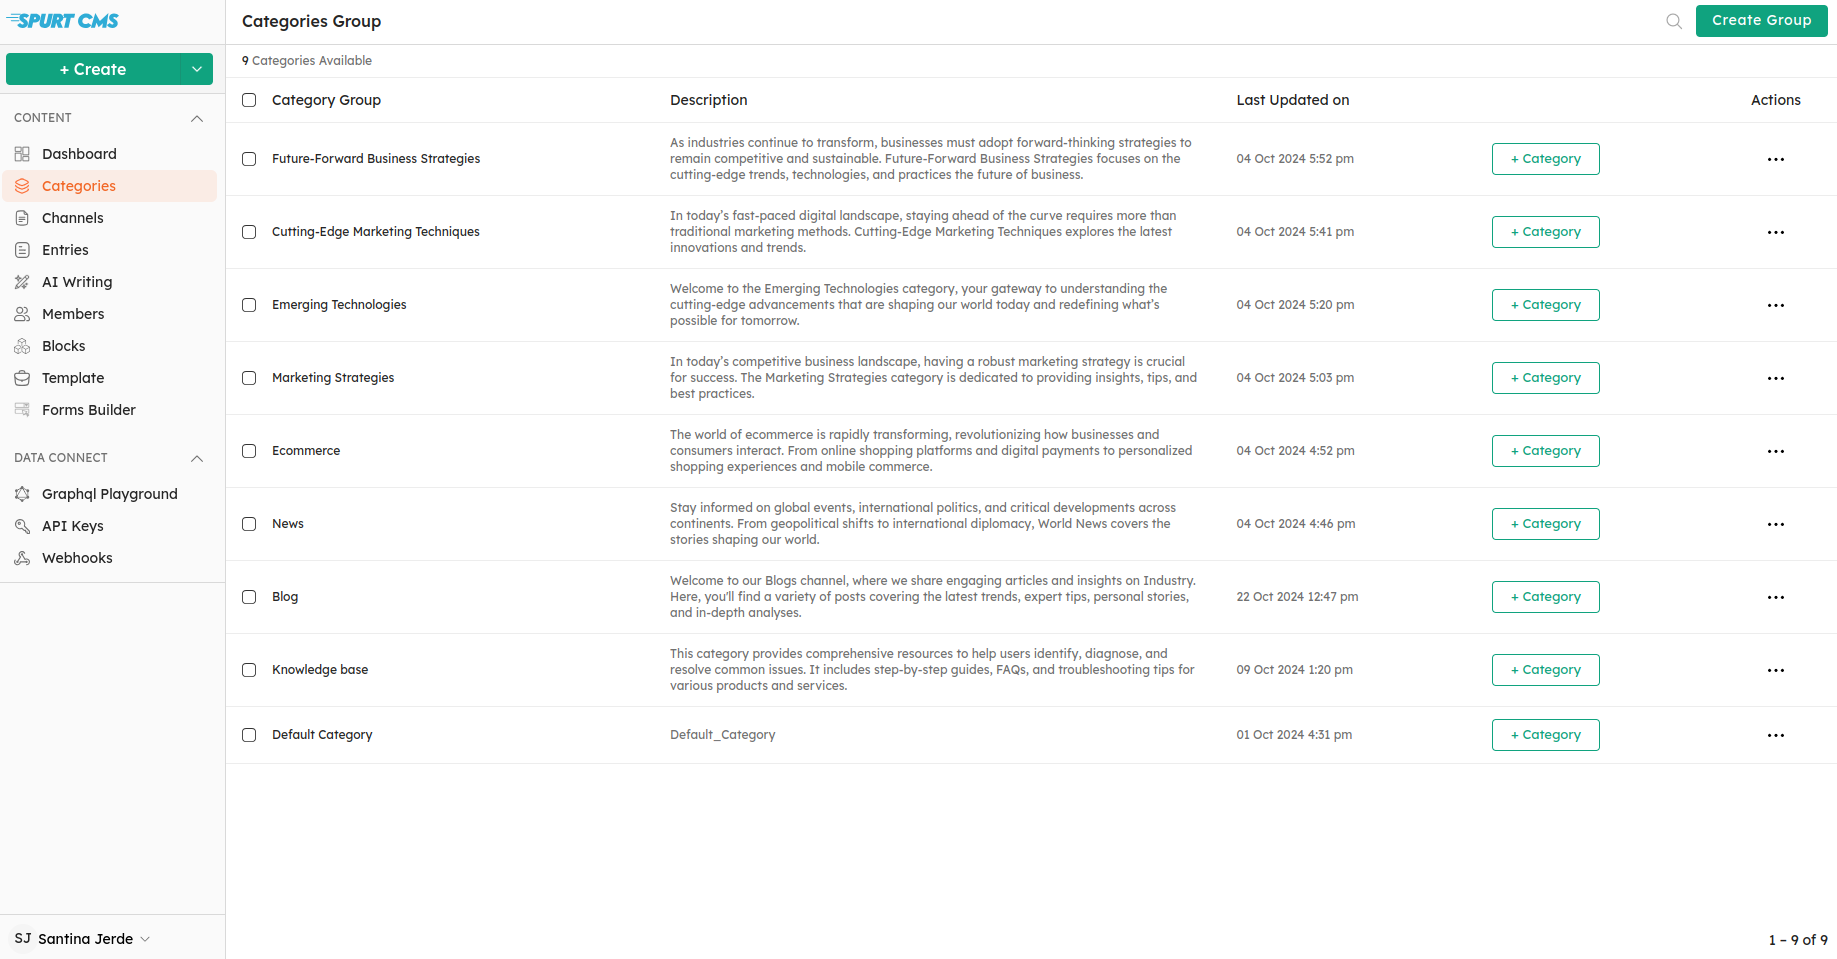 SPURT CMS
+ Create
CONTENT
Dashboard
Categories
Channels
Entries
AI Writing
Members
Blocks
Template
Forms Builder
DATA CONNECT
Graphql Playground
API Keys
Webhooks
SJ Santina Jerde
Categories Group
Create Group
9 Categories Available
Category Group Description Last Updated on Actions
Future-Forward Business Strategies
As industries continue to transform, businesses must adopt forward-thinking strategies to
remain competitive and sustainable. Future-Forward Business Strategies focuses on the
cutting-edge trends, technologies, and practices the future of business.
04 Oct 2024 5:52 pm
+ Category
Cutting-Edge Marketing Techniques
In today’s fast-paced digital landscape, staying ahead of the curve requires more than
traditional marketing methods. Cutting-Edge Marketing Techniques explores the latest
innovations and trends.
04 Oct 2024 5:41 pm
+ Category
Emerging Technologies
Welcome to the Emerging Technologies category, your gateway to understanding the
cutting-edge advancements that are shaping our world today and redefining what’s
possible for tomorrow.
04 Oct 2024 5:20 pm
+ Category
Marketing Strategies
In today’s competitive business landscape, having a robust marketing strategy is crucial
for success. The Marketing Strategies category is dedicated to providing insights, tips, and
best practices.
04 Oct 2024 5:03 pm
+ Category
Ecommerce
The world of ecommerce is rapidly transforming, revolutionizing how businesses and
consumers interact. From online shopping platforms and digital payments to personalized
shopping experiences and mobile commerce.
04 Oct 2024 4:52 pm
+ Category
News
Stay informed on global events, international politics, and critical developments across
continents. From geopolitical shifts to international diplomacy, World News covers the
stories shaping our world.
04 Oct 2024 4:46 pm
+ Category
Blog
Welcome to our Blogs channel, where we share engaging articles and insights on Industry.
Here, you'll find a variety of posts covering the latest trends, expert tips, personal stories,
and in-depth analyses.
22 Oct 2024 12:47 pm
+ Category
Knowledge base
This category provides comprehensive resources to help users identify, diagnose, and
resolve common issues. It includes step-by-step guides, FAQs, and troubleshooting tips for
various products and services.
09 Oct 2024 1:20 pm
+ Category
Default Category
Default_Category
01 Oct 2024 4:31 pm
+ Category
1 – 9 of 9